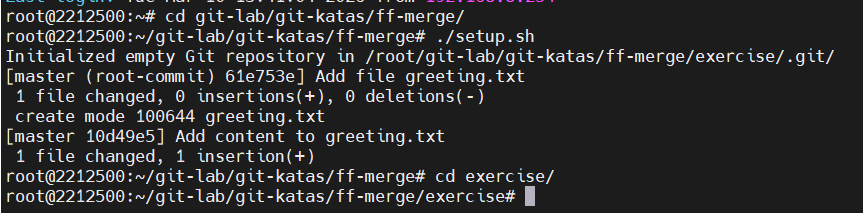 root@2212500:~# cd git-lab/git-katas/ff-merge/
root@2212500:~/git-lab/git-katas/ff-merge# ./setup.sh
Initialized empty Git repository in /root/git-lab/git-katas/ff-merge/exercise/.git/
[master (root-commit) 61e753e] Add file greeting.txt
 1 file changed, 0 insertions(+), 0 deletions(-)
 create mode 100644 greeting.txt
[master 10d49e5] Add content to greeting.txt
 1 file changed, 1 insertion(+)
root@2212500:~/git-lab/git-katas/ff-merge# cd exercise/
root@2212500:~/git-lab/git-katas/ff-merge/exercise#